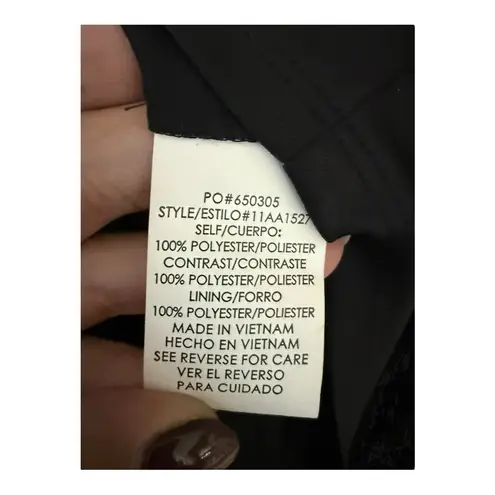 PO#650305
STYLE/ESTILO#11AA1527
SELF/CUERPO:
100% POLYESTER/POLIESTER
CONTRAST/CONTRASTE
100% POLYESTER/POLIESTER
LINING/FORRO
100% POLYESTER/POLIESTER
MADE IN VIETNAM
HECHO EN VIETNAM
SEE REVERSE FOR CARE
VER EL REVERSO
PARA CUIDADO